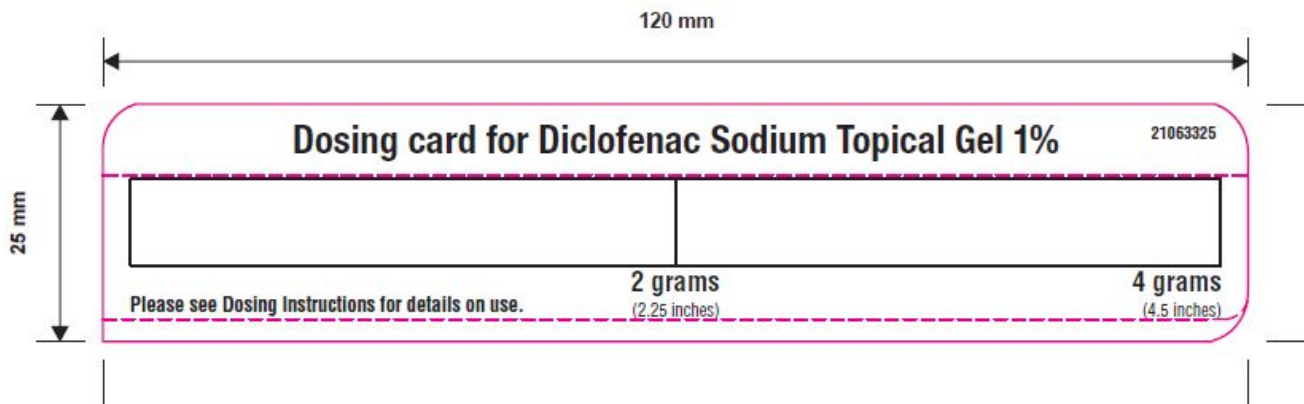 120 mm
25 mm
Dosing card for Diclofenac Sodium Topical Gel 1%
21063325
2 grams
4 grams
Please see Dosing Instructions for details on use.
(2.25 inches)
(4.5 inches)